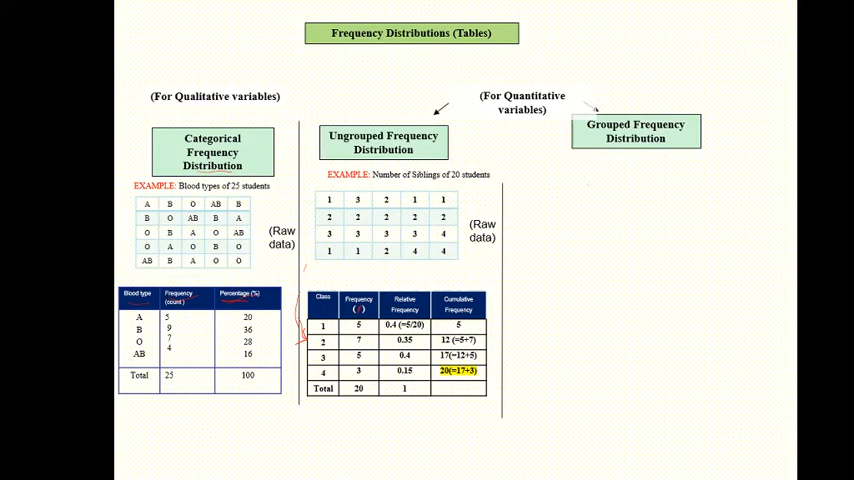 Frequency Distributions (Tables)
(For Qualitative variables)
(For Quantitative
variables)
Categorical
Frequency
Distribution
EXAMPLE: Blood types of 25 students
A B O AB B
B O AB B A
O B A O AB
O A O B O
AB B A O O
(Raw
data)
Blood type Frequency (count) Percentage (%)
A 5 20
B 9 36
O 7 28
AB 4 16
Total 25 100
Ungrouped Frequency
Distribution
EXAMPLE: Number of Siblings of 20 students
1 3 2 1 1
2 2 2 2 2
3 3 3 3 4
1 1 2 4 4
(Raw
data)
Class Frequency (f) Relative Frequency Cumulative Frequency
1 5 0.4 (=5/20) 5
2 7 0.35 12 (=5+7)
3 5 0.4 17(=12+5)
4 3 0.15 20(=17+3)
Total 20 1
Grouped Frequency
Distribution